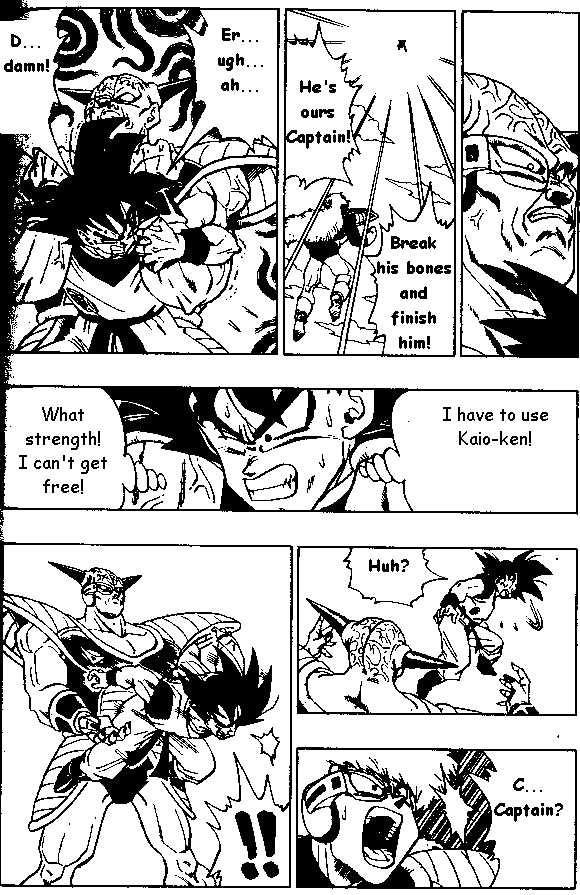 Er...
ugh...
ah...
D...
damn!
He's
ours
Captain!
Break
his bones
and
finish
him!
I have to use
Kaio-ken!
What
strength!
I can't get
free!
Huh?
!!
C...
Captain?